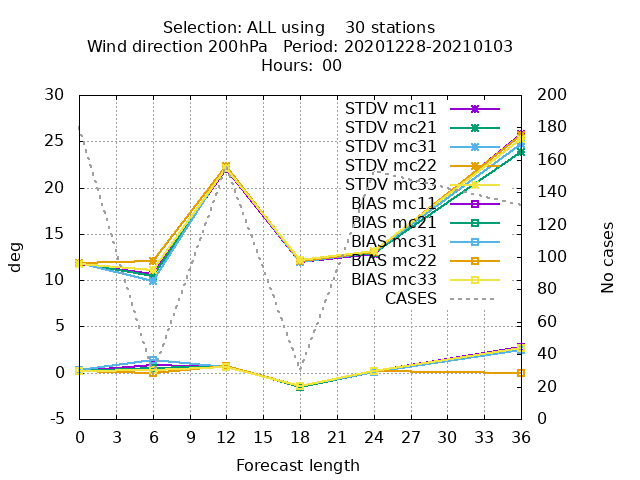 Selection: ALL using    30 stations
Wind direction 200hPa   Period: 20201228-20210103
Hours: 00
30
25
20
15
10
5
0
-5
deg
STDV mc11
STDV mc21
STDV mc31
STDV mc22
STDV mc33
BIAS mc11
BIAS mc21
BIAS mc31
BIAS mc22
BIAS mc33
CASES
200
180
160
140
120
100
80
60
40
20
0
No cases
0 3 6 9 12 15 18 21 24 27 30 33 36
Forecast length